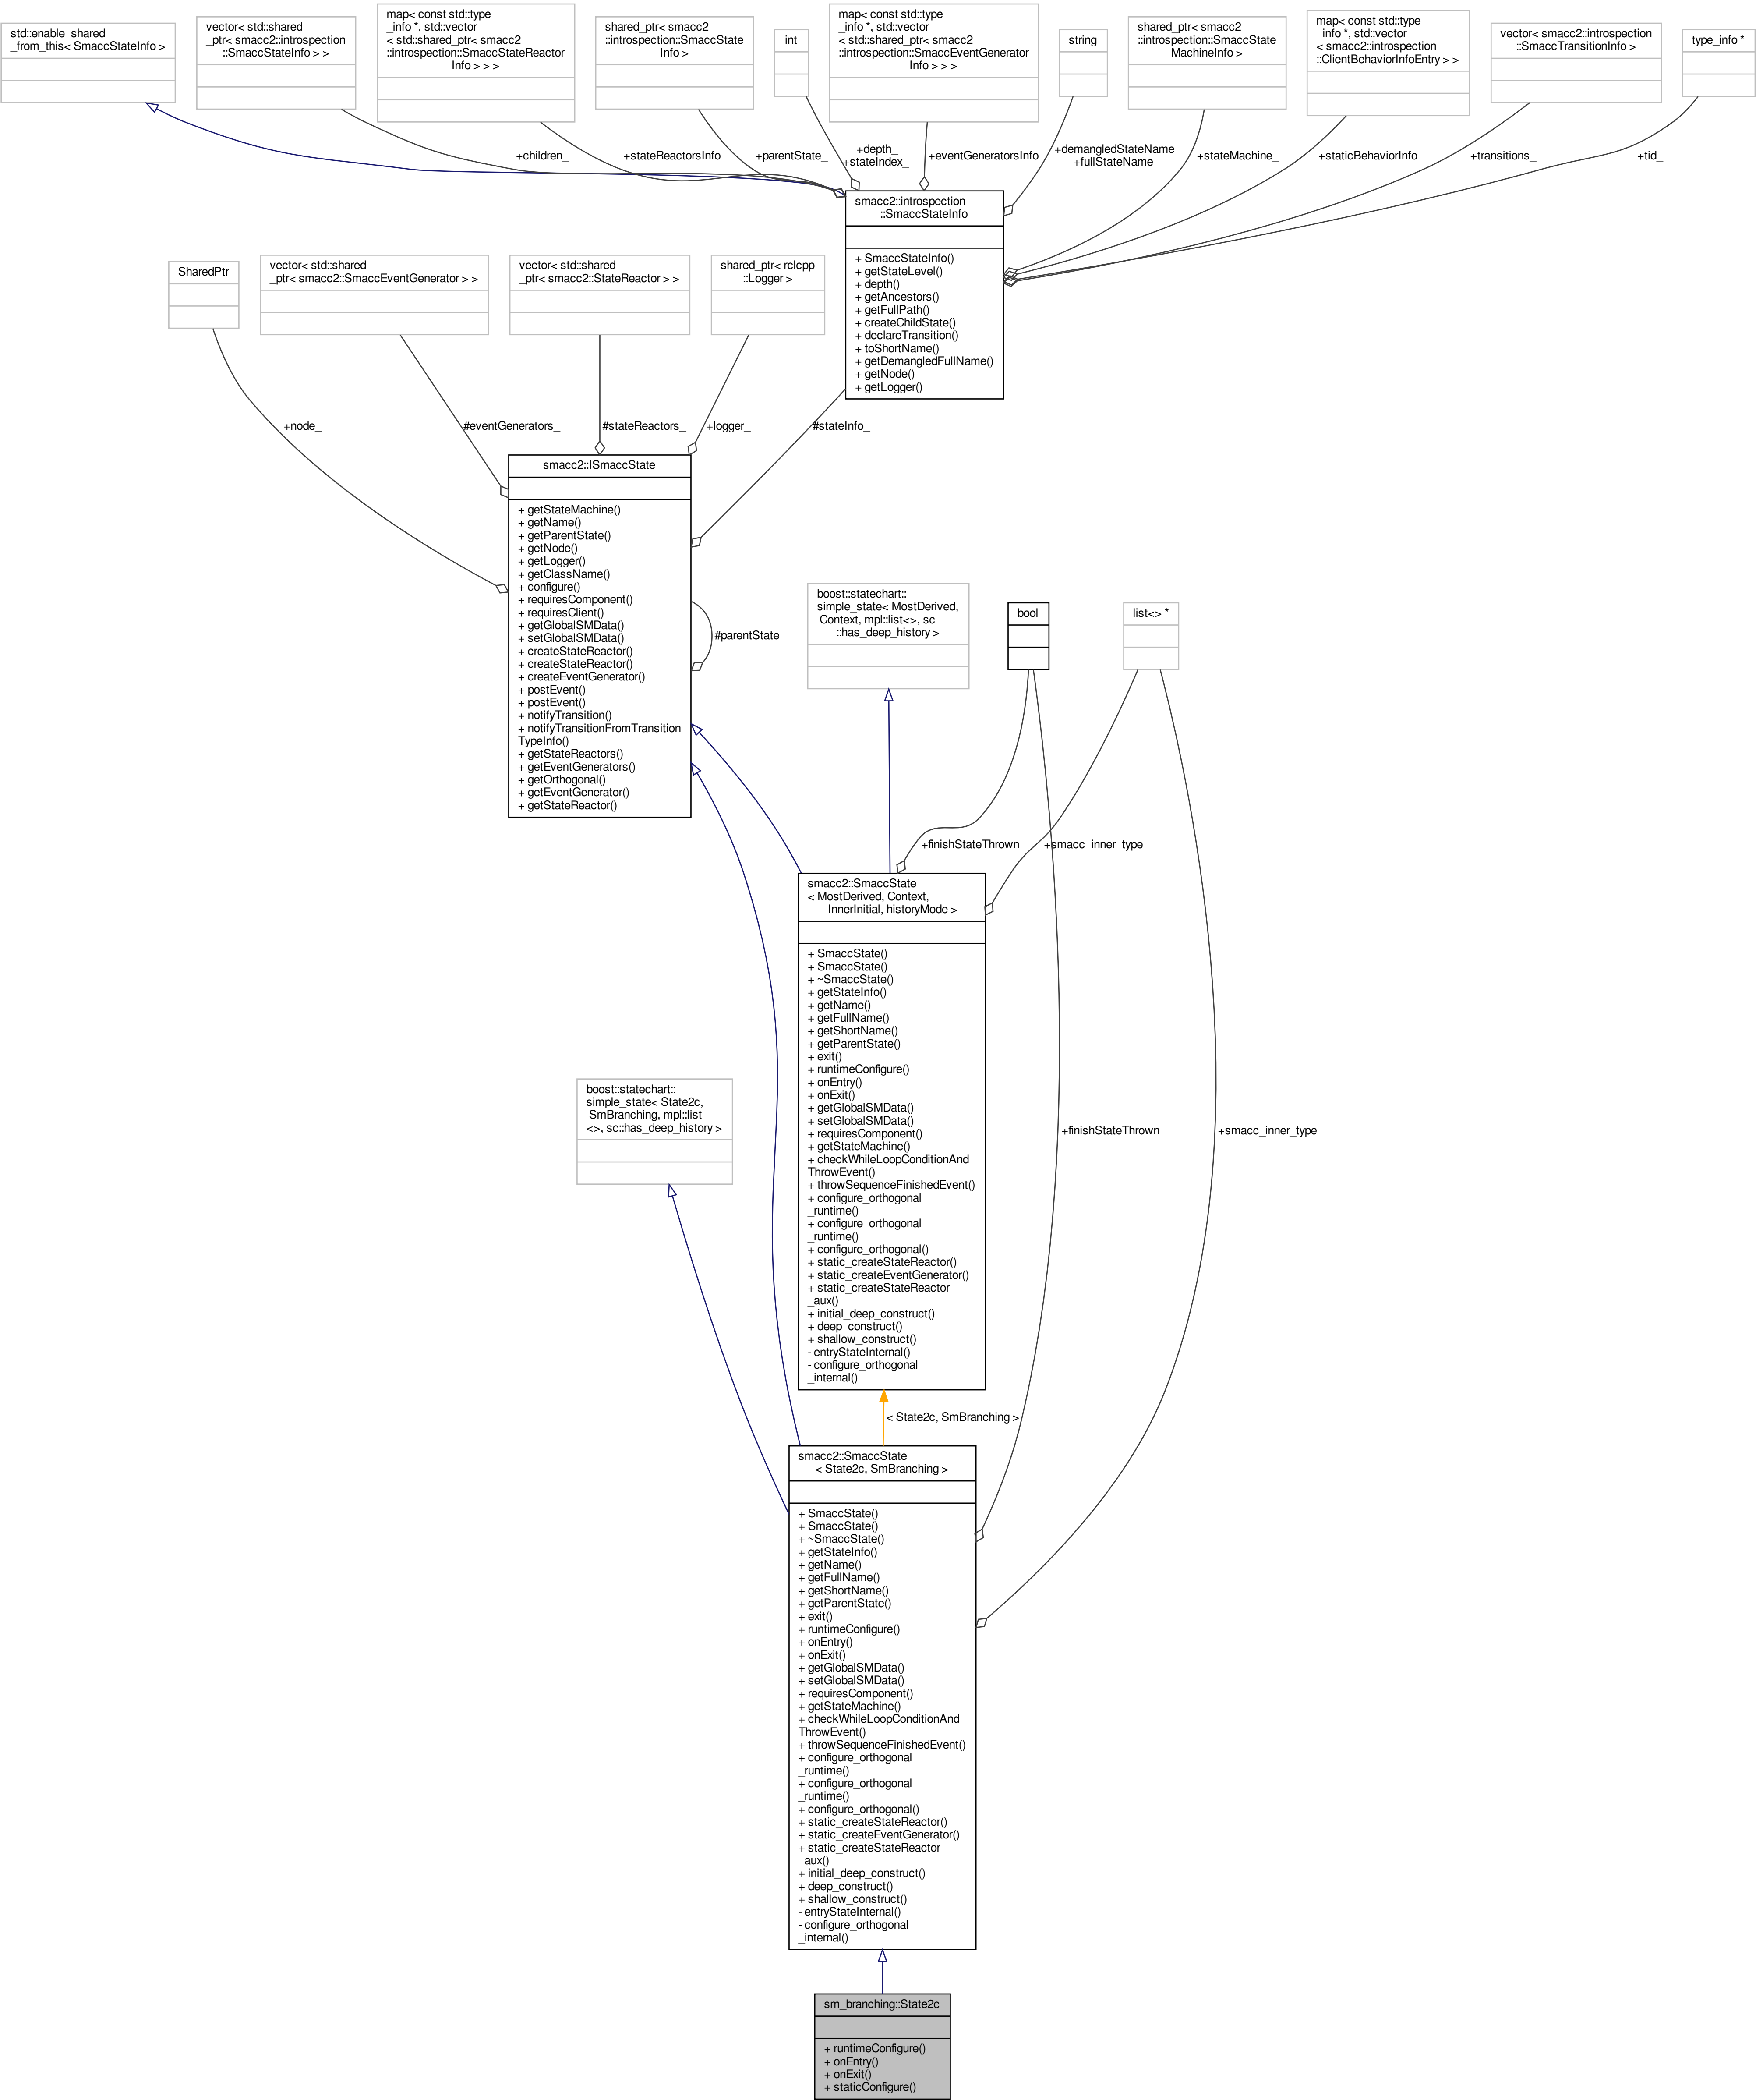 std::enable_shared
_from_this< SmaccStateInfo >
vector< std::shared
_ptr< smacc2::introspection
::SmaccStateInfo > >
map< const std::type
_info *, std::vector
< std::shared_ptr< smacc2
::introspection::SmaccStateReactor
Info > > >
shared_ptr< smacc2
::introspection::SmaccState
Info >
int
map< const std::type
_info *, std::vector
< std::shared_ptr< smacc2
::introspection::SmaccEventGenerator
Info > > >
string
shared_ptr< smacc2
::introspection::SmaccState
MachineInfo >
map< const std::type
_info *, std::vector
< smacc2::introspection
::ClientBehaviorInfoEntry > >
vector< smacc2::introspection
::SmaccTransitionInfo >
type_info *
+children_
+stateReactorsInfo
+parentState_
+depth_
+stateIndex_
+eventGeneratorsInfo
+demangledStateName
+fullStateName
+stateMachine_
+staticBehaviorInfo
+transitions_
+tid_
smacc2::introspection
::SmaccStateInfo
+ SmaccStateInfo()
+ getStateLevel()
+ depth()
+ getAncestors()
+ getFullPath()
+ createChildState()
+ declareTransition()
+ toShortName()
+ getDemangledFullName()
+ getNode()
+ getLogger()
SharedPtr
vector< std::shared
_ptr< smacc2::SmaccEventGenerator > >
vector< std::shared
_ptr< smacc2::StateReactor > >
shared_ptr< rclcpp
::Logger >
+node_
#eventGenerators_
#stateReactors_
+logger_
#stateInfo_
smacc2::ISmaccState
+ getStateMachine()
+ getName()
+ getParentState()
+ getNode()
+ getLogger()
+ getClassName()
+ configure()
+ requiresComponent()
+ requiresClient()
+ getGlobalSMData()
+ setGlobalSMData()
+ createStateReactor()
+ createStateReactor()
+ createEventGenerator()
+ postEvent()
+ postEvent()
+ notifyTransition()
+ notifyTransitionFromTransition
TypeInfo()
+ getStateReactors()
+ getEventGenerators()
+ getOrthogonal()
+ getEventGenerator()
+ getStateReactor()
#parentState_
boost::statechart::
simple_state< MostDerived,
Context, mpl::list<>, sc
::has_deep_history >
bool
list<> *
+finishStateThrown
+smacc_inner_type
smacc2::SmaccState
< MostDerived, Context,
InnerInitial, historyMode >
+ SmaccState()
+ SmaccState()
+ ~SmaccState()
+ getStateInfo()
+ getName()
+ getFullName()
+ getShortName()
+ getParentState()
+ exit()
+ runtimeConfigure()
+ onEntry()
+ onExit()
+ getGlobalSMData()
+ setGlobalSMData()
+ requiresComponent()
+ getStateMachine()
+ checkWhileLoopConditionAnd
ThrowEvent()
+ throwSequenceFinishedEvent()
+ configure_orthogonal
_runtime()
+ configure_orthogonal
_runtime()
+ configure_orthogonal()
+ static_createStateReactor()
+ static_createEventGenerator()
+ static_createStateReactor
_aux()
+ initial_deep_construct()
+ deep_construct()
+ shallow_construct()
- entryStateInternal()
- configure_orthogonal
_internal()
boost::statechart::
simple_state< State2c,
SmBranching, mpl::list
<>, sc::has_deep_history >
+finishStateThrown
+smacc_inner_type
< State2c, SmBranching >
smacc2::SmaccState
< State2c, SmBranching >
+ SmaccState()
+ SmaccState()
+ ~SmaccState()
+ getStateInfo()
+ getName()
+ getFullName()
+ getShortName()
+ getParentState()
+ exit()
+ runtimeConfigure()
+ onEntry()
+ onExit()
+ getGlobalSMData()
+ setGlobalSMData()
+ requiresComponent()
+ getStateMachine()
+ checkWhileLoopConditionAnd
ThrowEvent()
+ throwSequenceFinishedEvent()
+ configure_orthogonal
_runtime()
+ configure_orthogonal
_runtime()
+ configure_orthogonal()
+ static_createStateReactor()
+ static_createEventGenerator()
+ static_createStateReactor
_aux()
+ initial_deep_construct()
+ deep_construct()
+ shallow_construct()
- entryStateInternal()
- configure_orthogonal
_internal()
sm_branching::State2c
+ runtimeConfigure()
+ onEntry()
+ onExit()
+ staticConfigure()